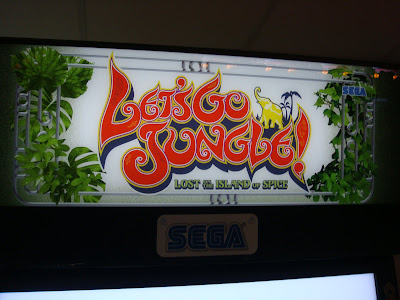 LET'S GO
JUNGLE!
SEGA
LOST ON THE ISLAND OF SPICE
SEGA